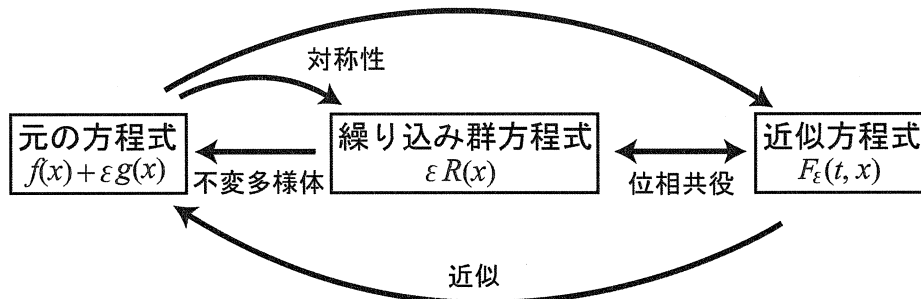 対称性
元の方程式
f(x)+εg(x)
不変多様体
繰り込み群方程式
εR(x)
位相共役
近似方程式
Fε(t, x)
近似